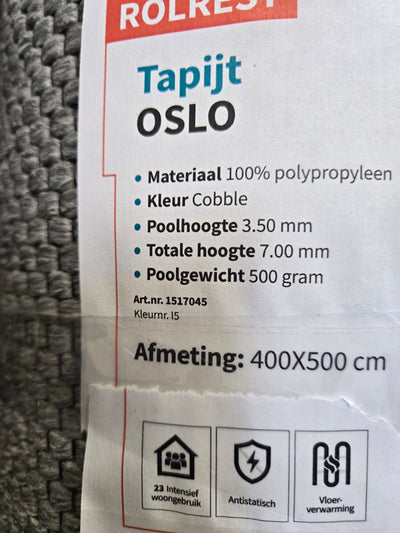 ROLREST
Tapijt
OSLO
• Materiaal 100% polypropyleen
• Kleur Cobble
• Poolhoogte 3.50 mm
• Totale hoogte 7.00 mm
• Poolgewicht 500 gram
Art.nr. 1517045
Kleurnr. I5
Afmeting: 400X500 cm
23 Intensief
woongebruik
Antistatisch
Vloer-
verwarming